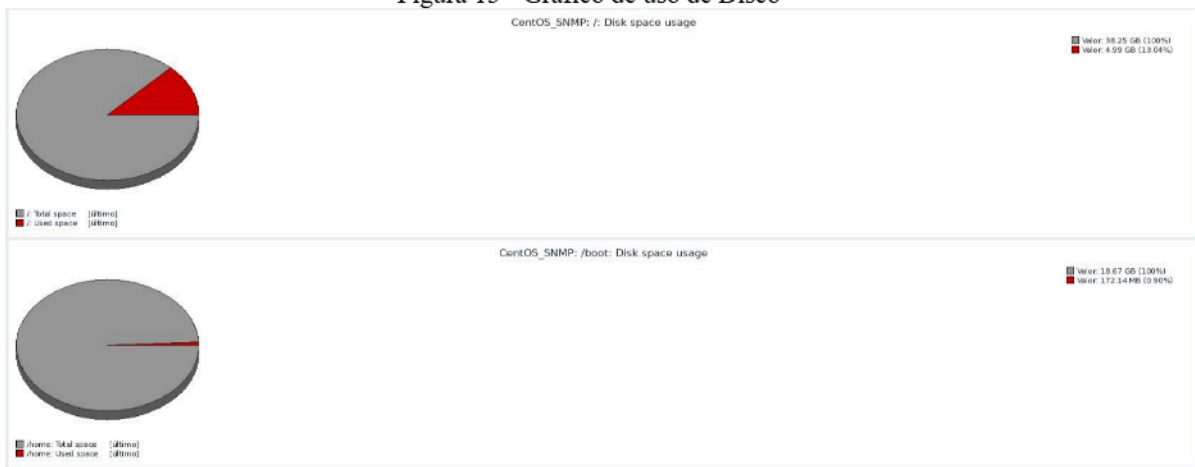 Figura 15 - Gráfico de uso de Disco
CentOS_SNMP: /: Disk space usage
Valor: 38.25 GB (100%)
Valor: 4.99 GB (13.04%)
/: Total space [último]
/: Used space [último]
CentOS_SNMP: /boot: Disk space usage
Valor: 18.67 GB (100%)
Valor: 172.14 MB (0.90%)
/home: Total space [último]
/home: Used space [último]